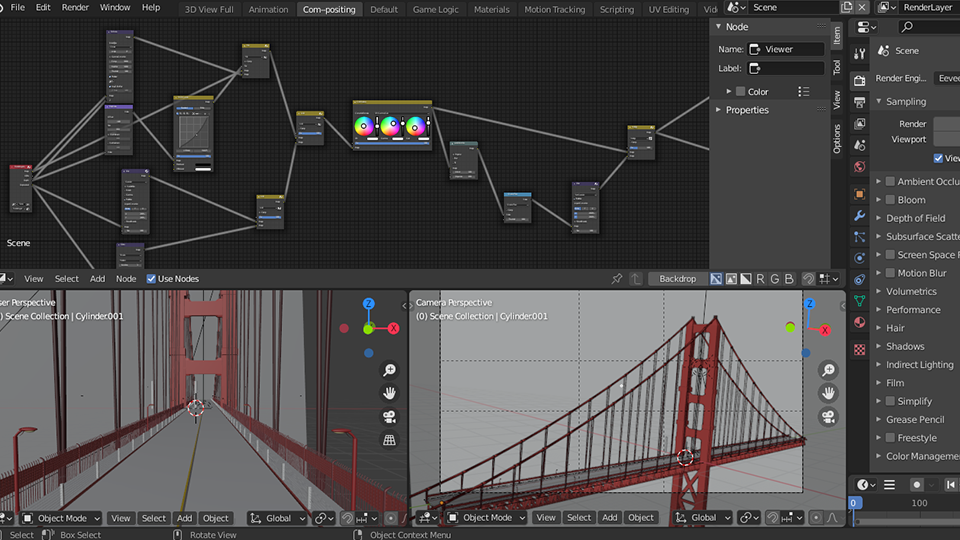 File Edit Render Window Help
3D View Full Animation Com–positing Default Game Logic Materials Motion Tracking Scripting UV Editing Vide
Scene
RenderLayer
Node
Name: Viewer
Label:
Color
Properties
Item
Tool
View
Options
Scene
Scene
Render Engi... Eevee
Sampling
Render
Viewport
View
Ambient Occlu
Bloom
Depth of Field
Subsurface Scatte
Screen Space R
Motion Blur
Volumetrics
Performance
Hair
Shadows
Indirect Lighting
Film
Simplify
Grease Pencil
Freestyle
Color Manageme
View Select Add Node Use Nodes
Backdrop R G B
ser Perspective
) Scene Collection | Cylinder.001
Z
X
Camera Perspective
(0) Scene Collection | Cylinder.001
Z
X
Object Mode View Select Add Object Global
Object Mode View Select Add Object Global
0 100
Select Box Select Rotate View Object Context Menu